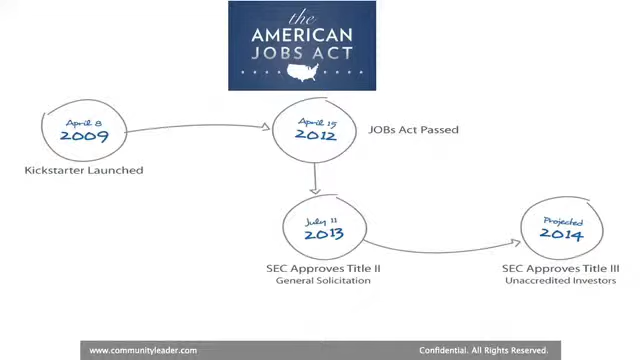 the
AMERICAN
JOBS ACT
April 8
2009
Kickstarter Launched
April 15
2012
JOBs Act Passed
July 11
2013
SEC Approves Title II
General Solicitation
Projected
2014
SEC Approves Title III
Unaccredited Investors
www.communityleader.com
Confidential. All Rights Reserved.